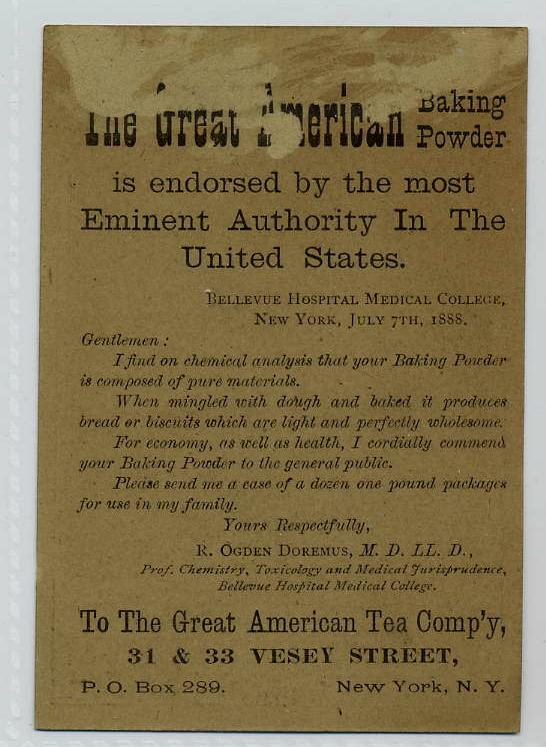 The Great American Baking Powder
is endorsed by the most
Eminent Authority In The
United States.
BELLEVUE HOSPITAL MEDICAL COLLEGE,
NEW YORK, JULY 7TH, 1888.
Gentlemen :
I find on chemical analysis that your Baking Powder
is composed of pure materials.
When mingled with dough and baked it produces
bread or biscuits which are light and perfectly wholesome.
For economy, as well as health, I cordially commend
your Baking Powder to the general public.
Please send me a case of a dozen one pound packages
for use in my family.
Yours Respectfully,
R. OGDEN DOREMUS, M. D. LL. D.,
Prof. Chemistry, Toxicology and Medical Jurisprudence,
Bellevue Hospital Medical College.
To The Great American Tea Comp'y,
31 & 33 VESEY STREET,
P. O. Box 289. New York, N. Y.